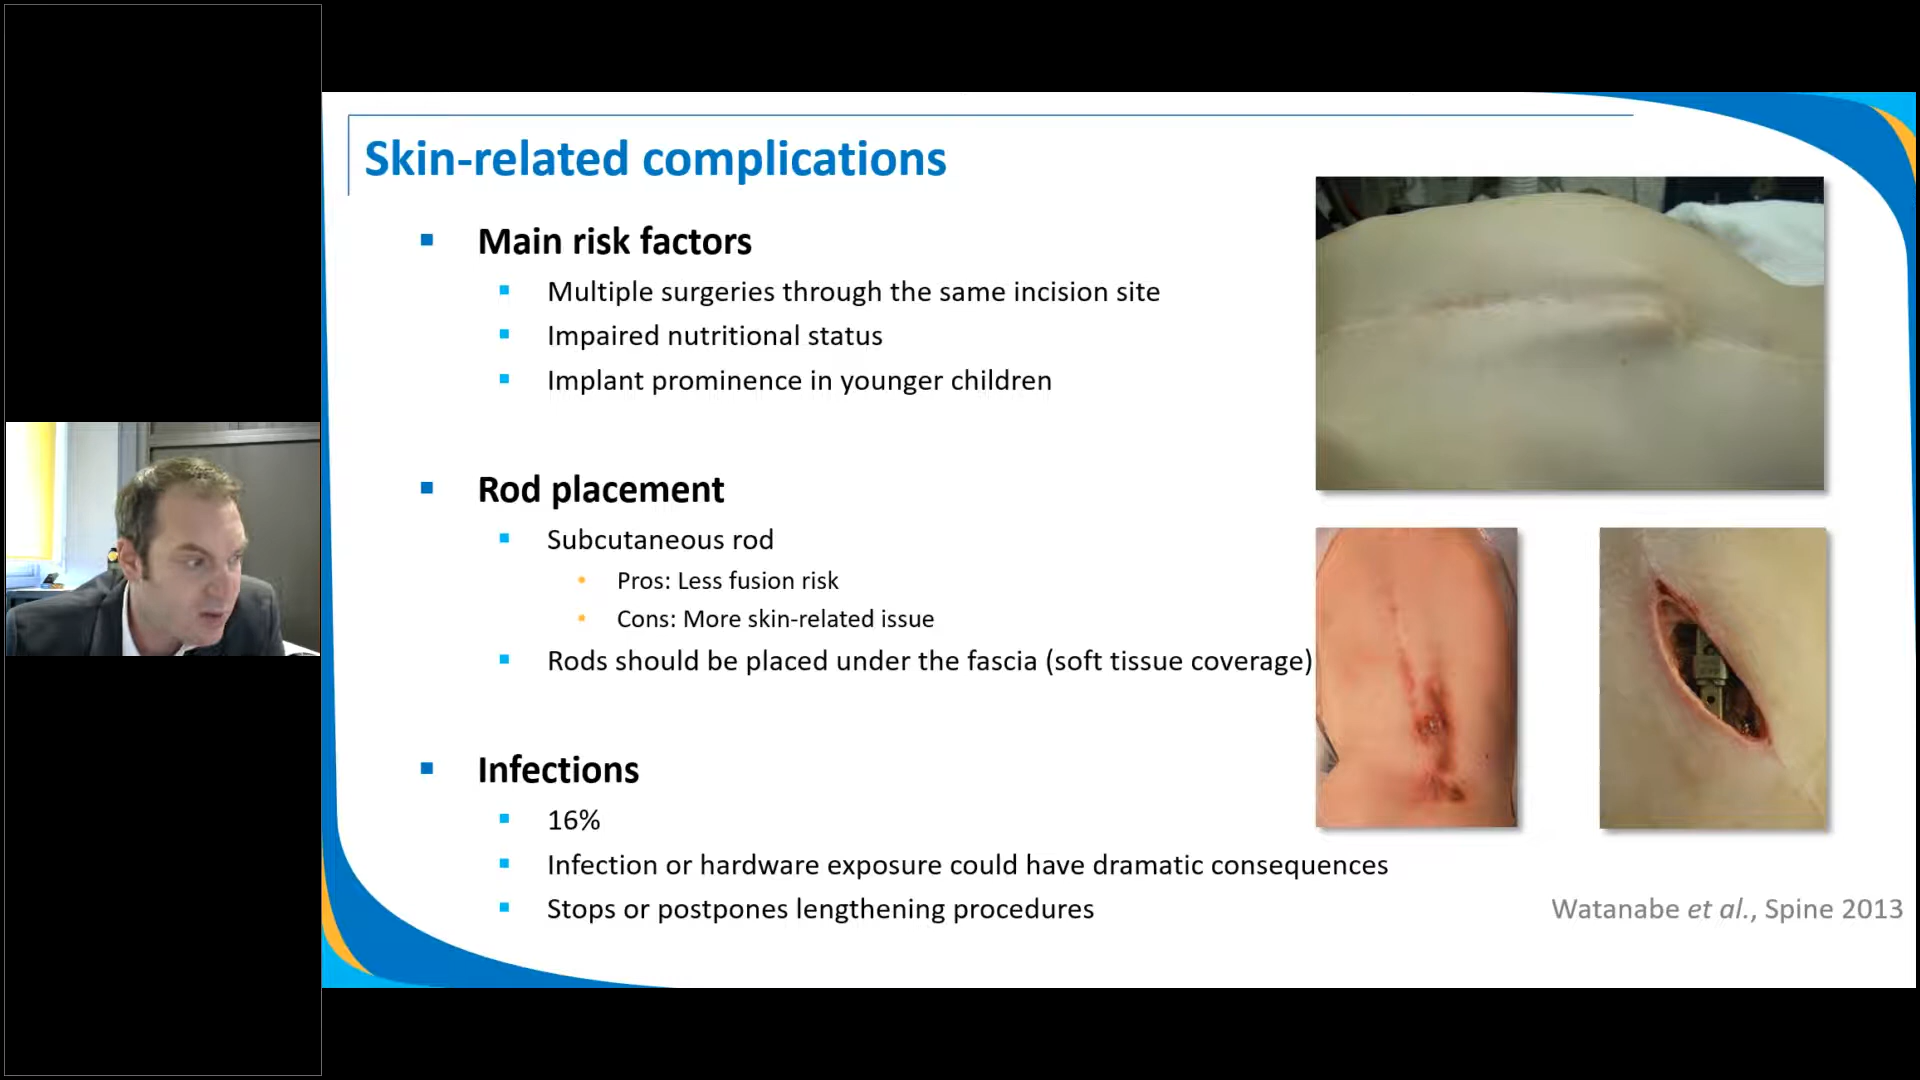 Skin-related complications
Main risk factors
Multiple surgeries through the same incision site
Impaired nutritional status
Implant prominence in younger children
Rod placement
Subcutaneous rod
Pros: Less fusion risk
Cons: More skin-related issue
Rods should be placed under the fascia (soft tissue coverage)
Infections
16%
Infection or hardware exposure could have dramatic consequences
Stops or postpones lengthening procedures
Watanabe et al., Spine 2013